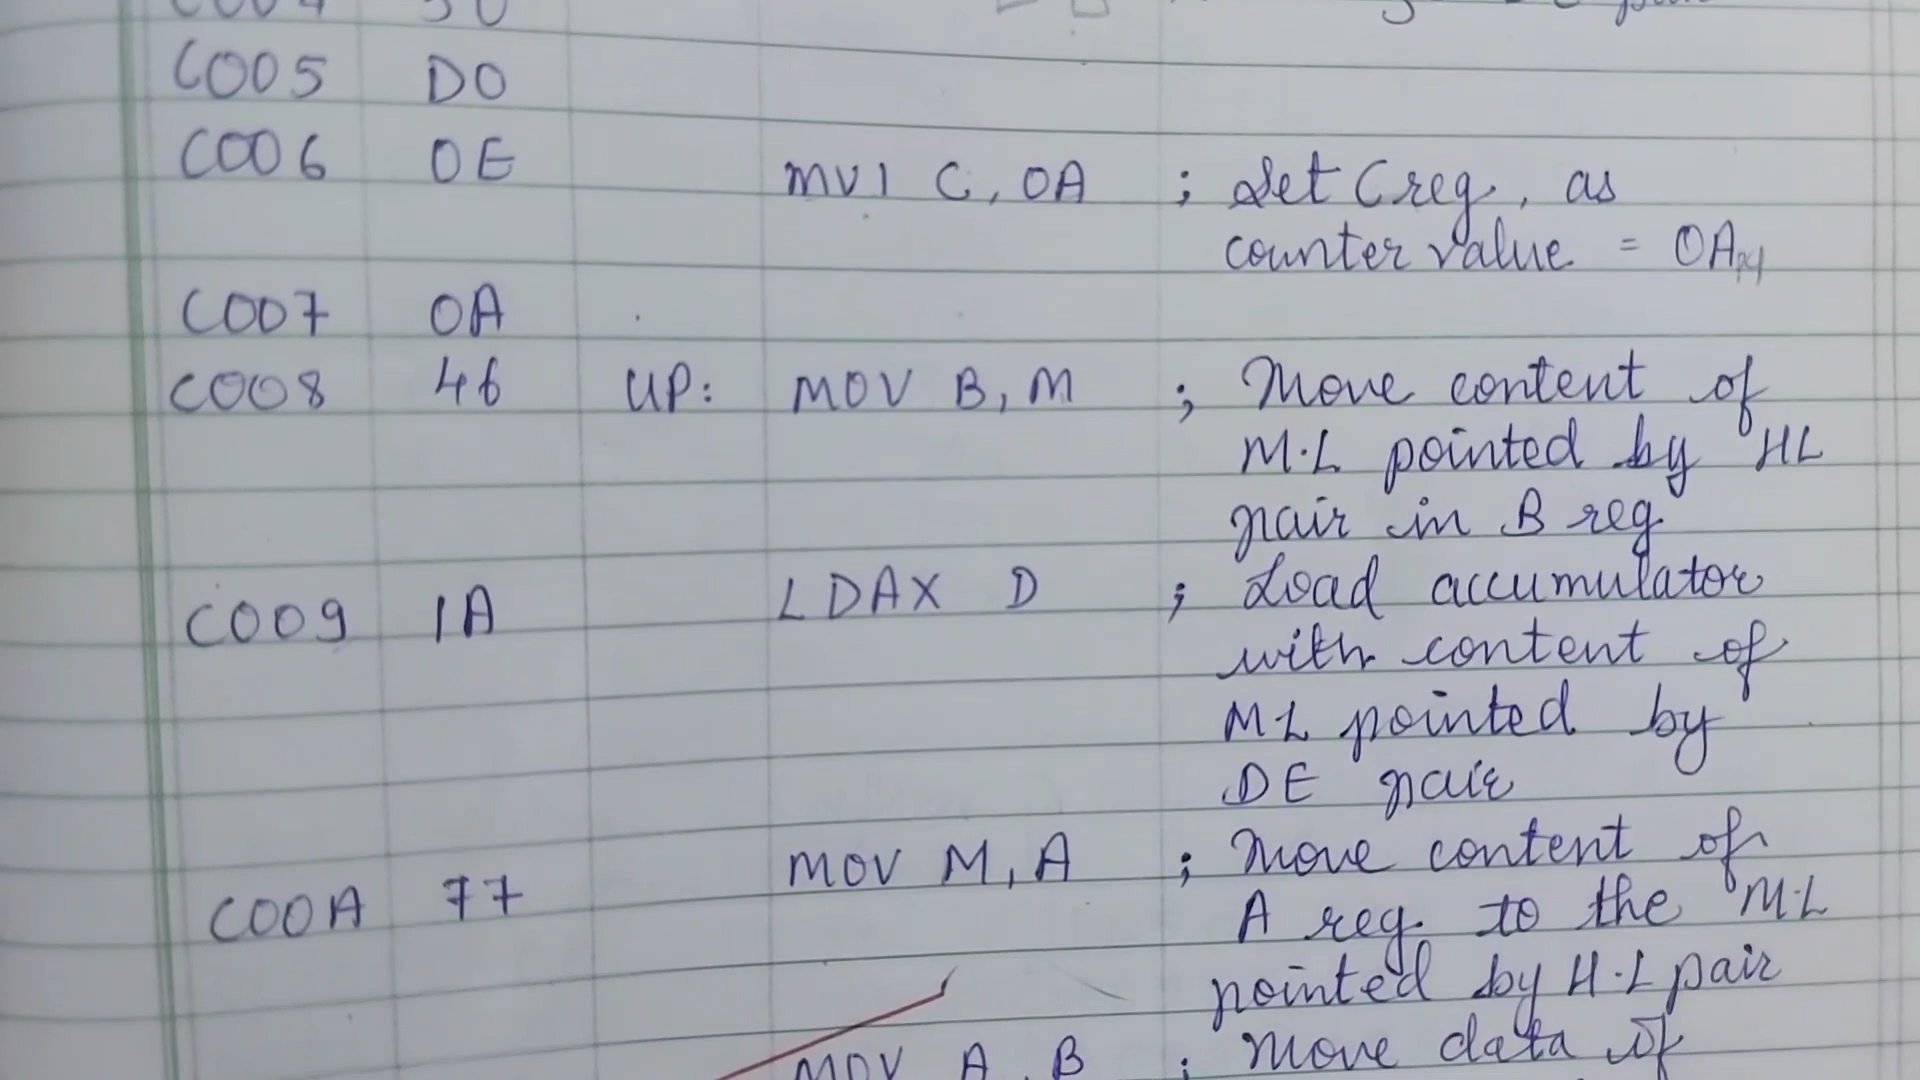 C005 D0
C006 0E MVI C, 0A ; Set C reg, as
counter value = 0AH
C007 0A
C008 46 UP: MOV B, M ; Move content of
M.L pointed by HL
pair in B reg
C009 1A LDAX D ; Load accumulator
with content of
ML pointed by
DE pair
C00A 77 MOV M, A ; Move content of
A reg. to the M.L
pointed by H.L pair
MOV A, B ; Move data of